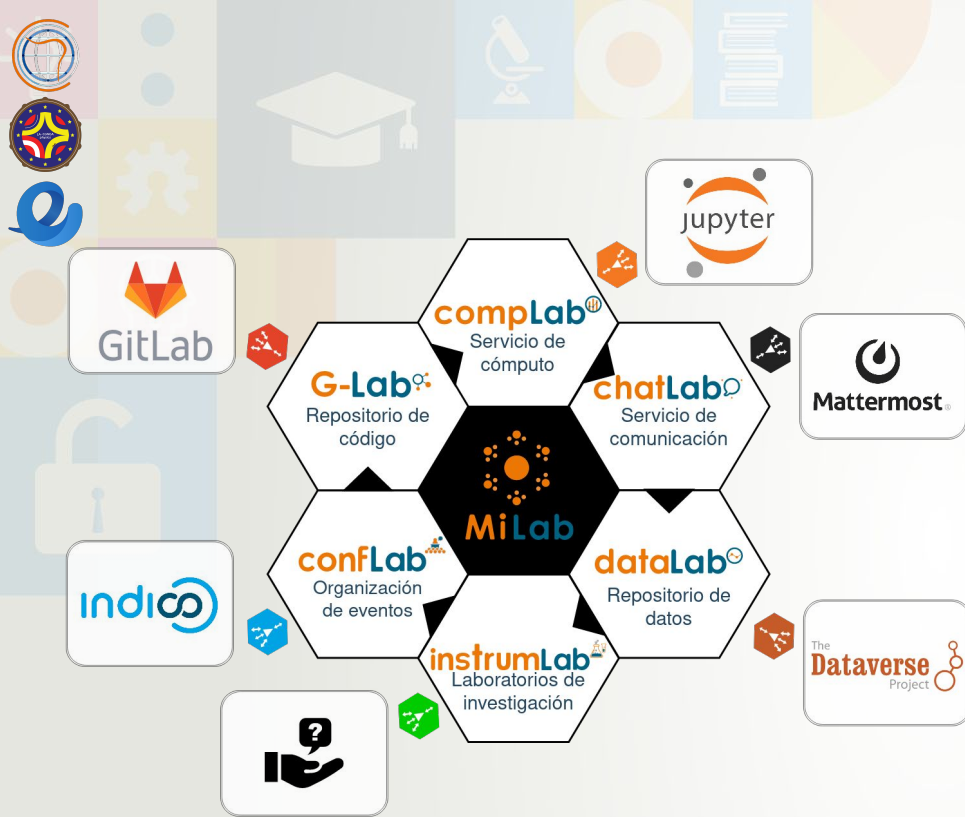 jupyter
GitLab
compLab
Servicio de
cómputo
G-Lab
Repositorio de
código
chatLab
Servicio de
comunicación
Mattermost
MiLab
confLab
Organización
de eventos
dataLab
Repositorio de
datos
indico
instrumLab
Laboratorios de
investigación
The
Dataverse
Project
?